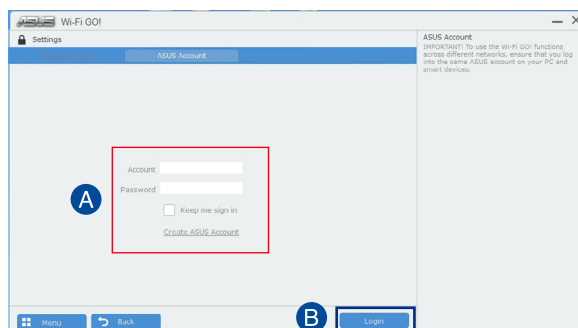 ASUS Wi-Fi GO!
Settings
ASUS Account
Account
Password
Keep me sign in
Create ASUS Account
A
Menu
Back
B
Login
ASUS Account
IMPORTANT! To use the Wi-Fi GO! functions
across different networks, ensure that you log
into the same ASUS account on your PC and
smart devices.